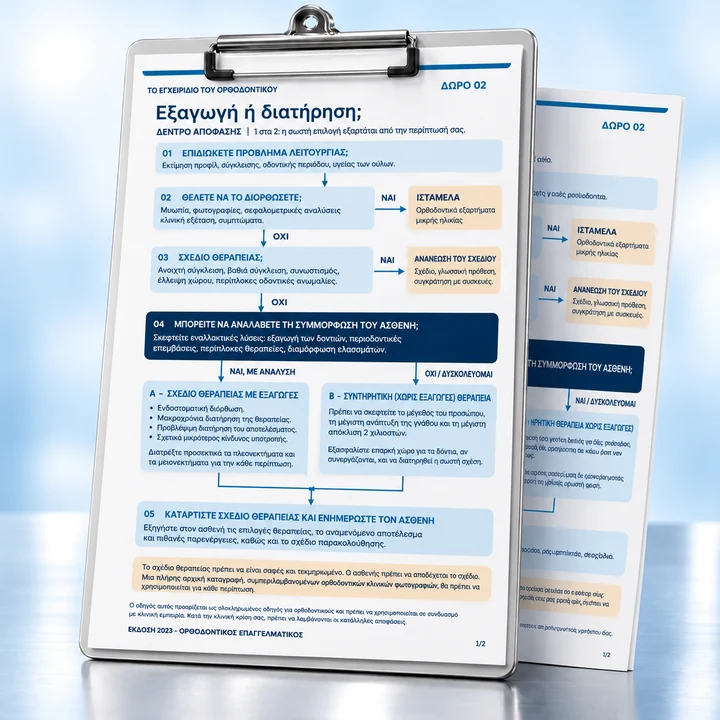 ΤΟ ΕΓΧΕΙΡΙΔΙΟ ΤΟΥ ΟΡΘΟΔΟΝΤΙΚΟΥ
ΔΩΡΟ 02
Εξαγωγή ή διατήρηση;
ΔΕΝΤΡΟ ΑΠΟΦΑΣΗΣ | 1 στα 2: η σωστή επιλογή εξαρτάται από την περίπτωσή σας.
01 ΕΠΙΔΙΩΚΕΤΕ ΠΡΟΒΛΗΜΑ ΛΕΙΤΟΥΡΓΙΑΣ;
Εκτίμηση προφίλ, σύγκλεισης, οδοντικής περιόδου, υγείας των ούλων.
02 ΘΕΛΕΤΕ ΝΑ ΤΟ ΔΙΟΡΘΩΣΕΤΕ;
Μυωπία, φωτογραφίες, σεφαλομετρικές αναλύσεις
κλινική εξέταση, συμπτώματα.
ΝΑΙ
ΙΣΤΑΜΕΛΑ
Ορθοδοντικά εξαρτήματα
μικρής ηλικίας
ΟΧΙ
03 ΣΧΕΔΙΟ ΘΕΡΑΠΕΙΑΣ;
Ανοιχτή σύγκλειση, βαθιά σύγκλειση, συνωστισμός,
έλλειψη χώρου, περίπλοκες οδοντικές ανωμαλίες.
ΝΑΙ
ΑΝΑΝΕΩΣΗ ΤΟΥ ΣΧΕΔΙΟΥ
Σχέδιο, γλωσσική πρόθεση,
συγκράτηση με συσκευές.
ΟΧΙ
04 ΜΠΟΡΕΙΤΕ ΝΑ ΑΝΑΛΑΒΕΤΕ ΤΗ ΣΥΜΜΟΡΦΩΣΗ ΤΟΥ ΑΣΘΕΝΗ;
Σκεφτείτε εναλλακτικές λύσεις: εξαγωγή των δοντιών, περιοδοντικές
επεμβάσεις, περίπλοκες θεραπείες, διαμόρφωση ελασσμάτων.
ΝΑΙ, ΜΕ ΑΝΑΛΥΣΗ
ΟΧΙ / ΔΥΣΚΟΛΕΥΟΜΑΙ
Α – ΣΧΕΔΙΟ ΘΕΡΑΠΕΙΑΣ ΜΕ ΕΞΑΓΩΓΕΣ
• Ενδοστοματική διόρθωση.
• Μακροχρόνια διατήρηση της θεραπείας.
• Προβλέψιμη διατήρηση του αποτελέσματος.
• Σχετικά μικρότερος κίνδυνος υποτροπής.
Διατρέξτε προσεκτικά τα πλεονεκτήματα και
τα μειονεκτήματα για την κάθε περίπτωση.
Β – ΣΥΝΤΗΡΗΤΙΚΗ (ΧΩΡΙΣ ΕΞΑΓΩΓΕΣ) ΘΕΡΑΠΕΙΑ
Πρέπει να σκεφτείτε το μέγεθος του προσώπου,
τη μέγιστη ανάπτυξη της γνάθου και τη μέγιστη
απόκλιση 2 χιλιοστών.
Εξασφαλίστε επαρκή χώρο για τα δόντια, αν
συνεργάζονται, και να διατηρηθεί η σωστή σχέση.
05 ΚΑΤΑΡΤΙΣΤΕ ΣΧΕΔΙΟ ΘΕΡΑΠΕΙΑΣ ΚΑΙ ΕΝΗΜΕΡΩΣΤΕ ΤΟΝ ΑΣΘΕΝΗ
Εξηγήστε στον ασθενή τις επιλογές θεραπείας, το αναμενόμενο αποτέλεσμα
και πιθανές παρενέργειες, καθώς και το σχέδιο παρακολούθησης.
Το σχέδιο θεραπείας πρέπει να είναι σαφές και τεκμηριωμένο. Ο ασθενής πρέπει να αποδέχεται το σχέδιο.
Μια πλήρης αρχική καταγραφή, συμπεριλαμβανομένων ορθοδοντικών κλινικών φωτογραφιών, θα πρέπει να
χρησιμοποιείται για κάθε περίπτωση.
Ο οδηγός αυτός προορίζεται ως ολοκληρωμένος οδηγός για ορθοδοντικούς και πρέπει να χρησιμοποιείται σε συνδυασμό
με κλινική εμπειρία. Κατά την κλινική κρίση σας, πρέπει να λαμβάνονται οι κατάλληλες αποφάσεις.
ΕΚΔΟΣΗ 2023 - ΟΡΘΟΔΟΝΤΙΚΟΣ ΕΠΑΓΓΕΛΜΑΤΙΚΟΣ
1/2
ΔΩΡΟ 02
ΝΑΙ
ΙΣΤΑΜΕΛΑ
Ορθοδοντικά εξαρτήματα
μικρής ηλικίας
ΝΑΙ
ΑΝΑΝΕΩΣΗ ΤΟΥ ΣΧΕΔΙΟΥ
Σχέδιο, γλωσσική πρόθεση,
συγκράτηση με συσκευές.
ΤΗ ΣΥΜΜΟΡΦΩΣΗ ΤΟΥ ΑΣΘΕΝΗ;
ΝΑΙ / ΔΥΣΚΟΛΕΥΟΜΑΙ
ΘΕΡΑΠΕΙΑ ΧΩΡΙΣ ΕΞΑΓΩΓΕΣ)
1/2